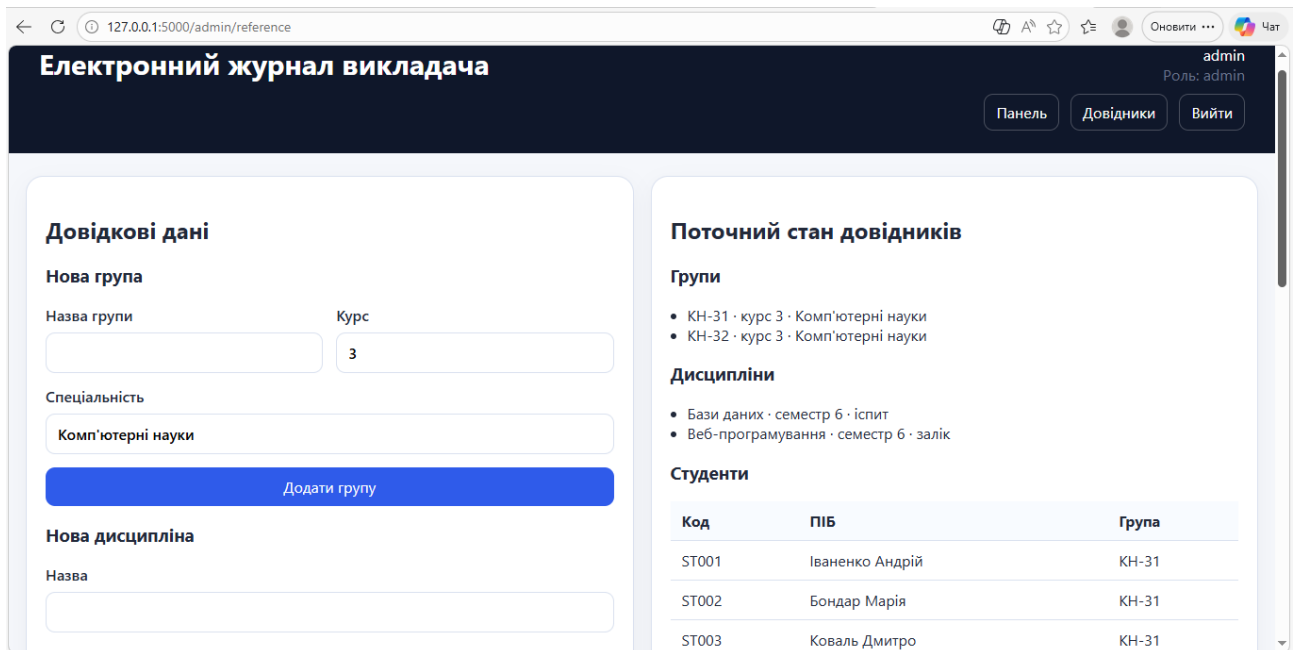 127.0.0.1:5000/admin/reference
Оновити ···
Чат
Електронний журнал викладача
admin
Роль: admin
Панель
Довідники
Вийти
Довідкові дані
Нова група
Назва групи
Курс
3
Спеціальність
Комп'ютерні науки
Додати групу
Нова дисципліна
Назва
Поточний стан довідників
Групи
• КН-31 · курс 3 · Комп'ютерні науки
• КН-32 · курс 3 · Комп'ютерні науки
Дисципліни
• Бази даних · семестр 6 · іспит
• Веб-програмування · семестр 6 · залік
Студенти
Код ПІБ Група
ST001 Іваненко Андрій КН-31
ST002 Бондар Марія КН-31
ST003 Коваль Дмитро КН-31